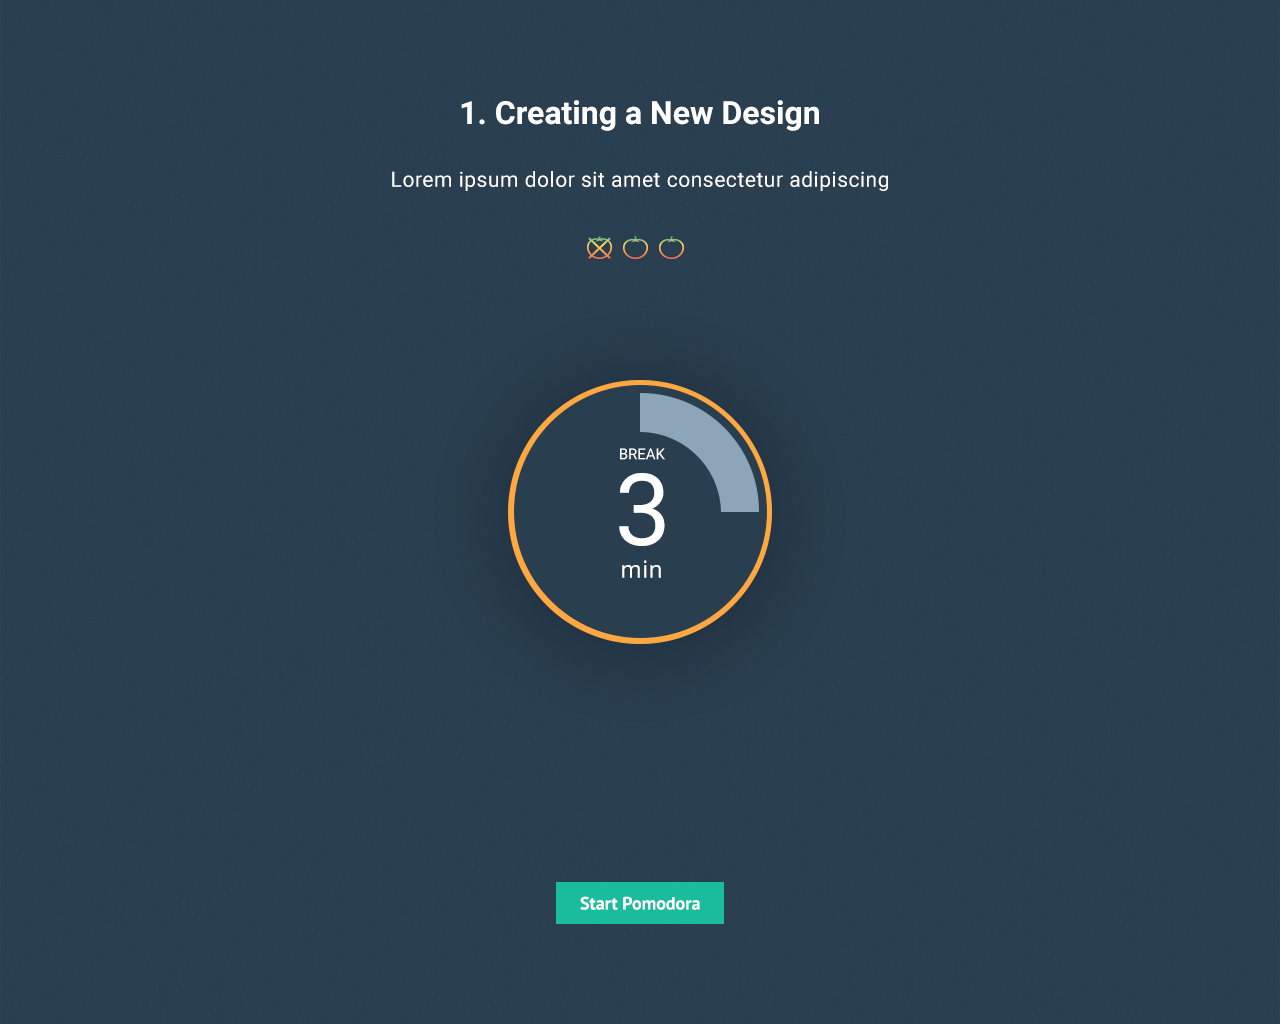 1. Creating a New Design
Lorem ipsum dolor sit amet consectetur adipiscing
BREAK
3
min
Start Pomodora